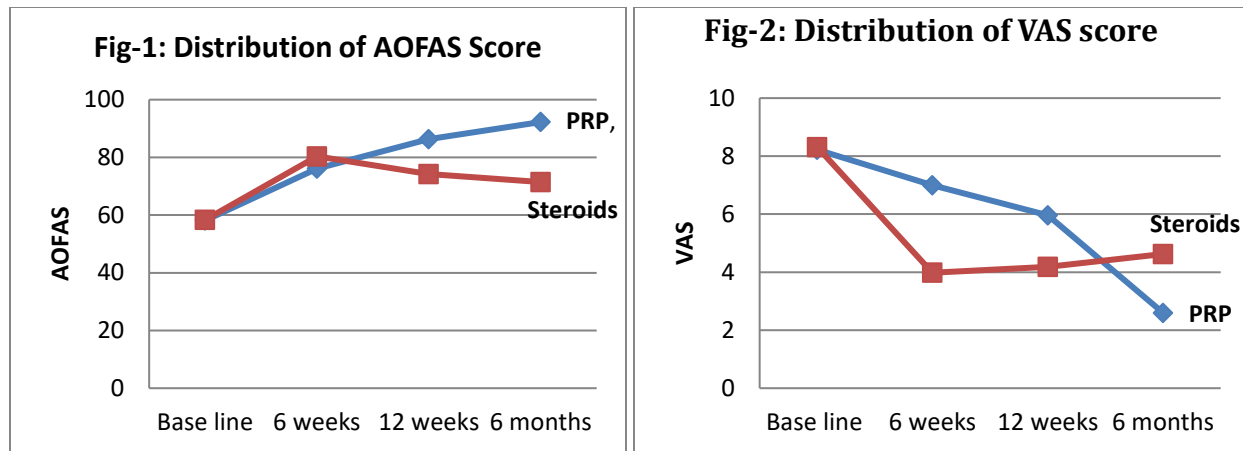 Fig-1: Distribution of AOFAS Score
100
80
60
40
20
0
AOFAS
PRP,
Steroids
Base line 6 weeks 12 weeks 6 months
Fig-2: Distribution of VAS score
10
8
6
4
2
0
VAS
Steroids
PRP
Base line 6 weeks 12 weeks 6 months